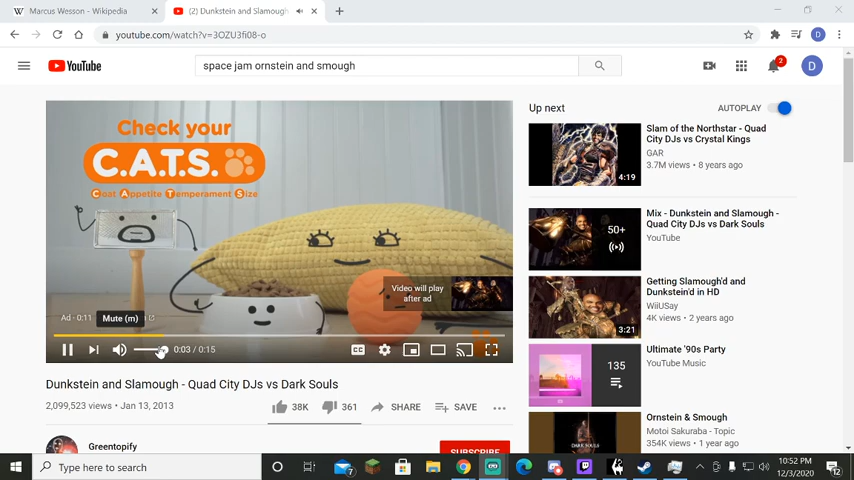 Marcus Wesson - Wikipedia
(2) Dunkstein and Slamough
youtube.com/watch?v=3OZU3fi08-o
D
YouTube
space jam ornstein and smough
2
D
Check your
C.A.T.S.
Coat Appetite Temperament Size
Video will play
after ad
Ad · 0:11
Mute (m)
0:03 / 0:15
CC
Dunkstein and Slamough - Quad City DJs vs Dark Souls
2,099,523 views • Jan 13, 2013
38K
361
SHARE
SAVE
Greentopify
SUBSCRIBE
Up next
AUTOPLAY
4:19
Slam of the Northstar - Quad
City DJs vs Crystal Kings
GAR
3.7M views • 8 years ago
50+
Mix - Dunkstein and Slamough -
Quad City DJs vs Dark Souls
YouTube
3:21
Getting Slamough'd and
Dunkstein'd in HD
WiiUSay
4K views • 2 years ago
135
Ultimate '90s Party
YouTube Music
DARK SOULS
Ornstein & Smough
Motoi Sakuraba - Topic
354K views • 1 year ago
Type here to search
7
10:52 PM
12/3/2020
12